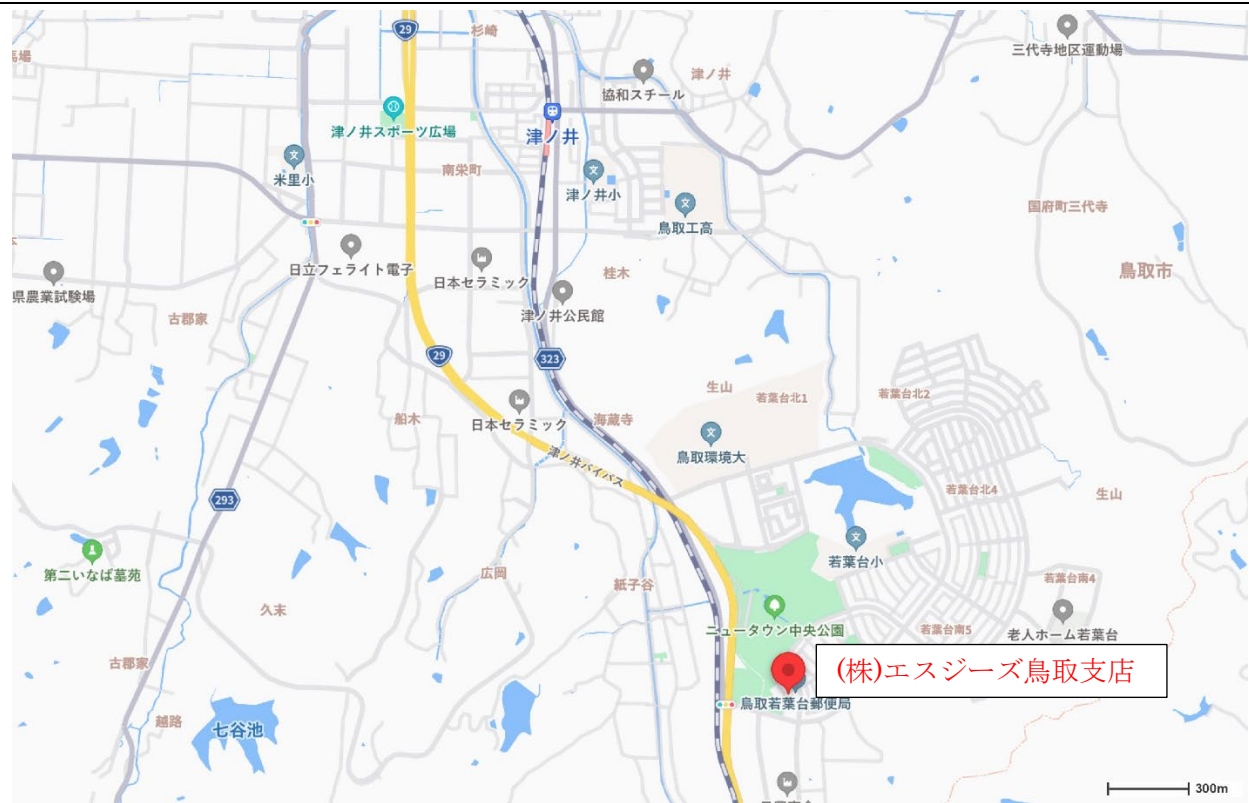 29
杉崎
馬場
三代寺地区運動場
津ノ井
協和スチール
津ノ井スポーツ広場
津ノ井
米里小
南栄町
津ノ井小
国府町三代寺
鳥取工高
日立フェライト電子
日本セラミック
桂木
鳥取市
県農業試験場
古郡家
津ノ井公民館
29
323
生山
若葉台北1
若葉台北2
船木
日本セラミック
海蔵寺
鳥取環境大
津ノ井バイパス
293
若葉台北4
生山
若葉台小
第二いなば墓苑
広岡
紙子谷
若葉台南4
久末
ニュータウン中央公園
若葉台南5
老人ホーム若葉台
古郡家
(株)エスジーズ鳥取支店
鳥取若葉台郵便局
越路
七谷池
300m